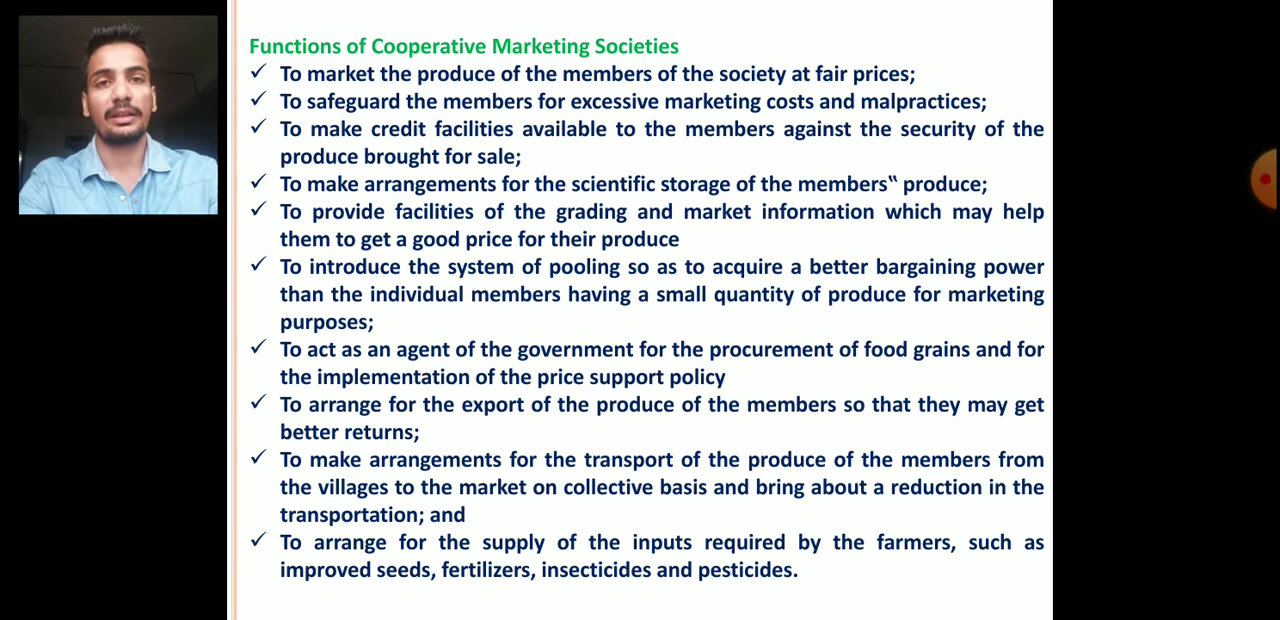 Functions of Cooperative Marketing Societies
✓ To market the produce of the members of the society at fair prices;
✓ To safeguard the members for excessive marketing costs and malpractices;
✓ To make credit facilities available to the members against the security of the
produce brought for sale;
✓ To make arrangements for the scientific storage of the members‟ produce;
✓ To provide facilities of the grading and market information which may help
them to get a good price for their produce
✓ To introduce the system of pooling so as to acquire a better bargaining power
than the individual members having a small quantity of produce for marketing
purposes;
✓ To act as an agent of the government for the procurement of food grains and for
the implementation of the price support policy
✓ To arrange for the export of the produce of the members so that they may get
better returns;
✓ To make arrangements for the transport of the produce of the members from
the villages to the market on collective basis and bring about a reduction in the
transportation; and
✓ To arrange for the supply of the inputs required by the farmers, such as
improved seeds, fertilizers, insecticides and pesticides.